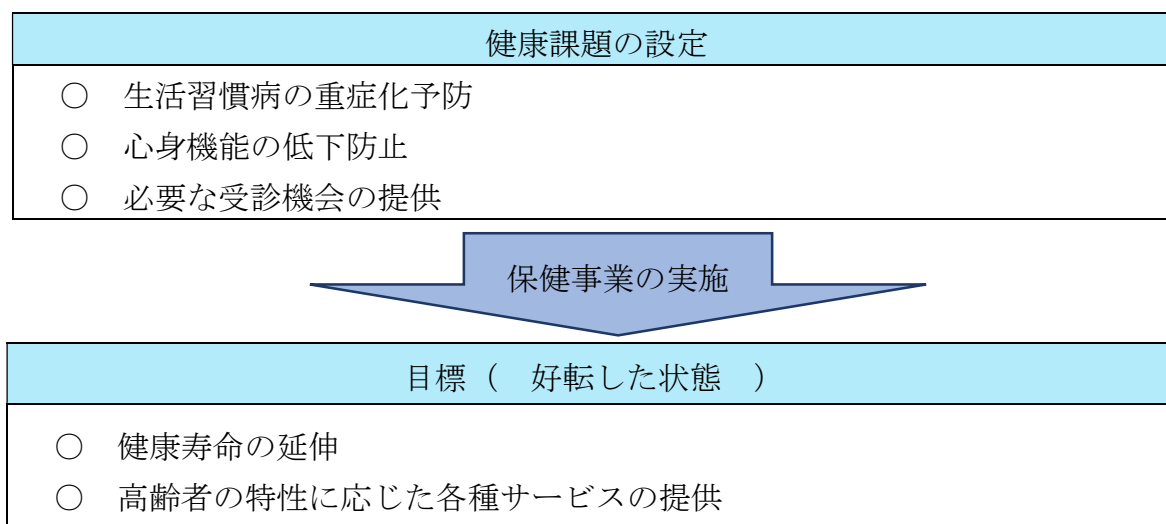 健康課題の設定
○　生活習慣病の重症化予防
○　心身機能の低下防止
○　必要な受診機会の提供
保健事業の実施
目標（　好転した状態　）
○　健康寿命の延伸
○　高齢者の特性に応じた各種サービスの提供